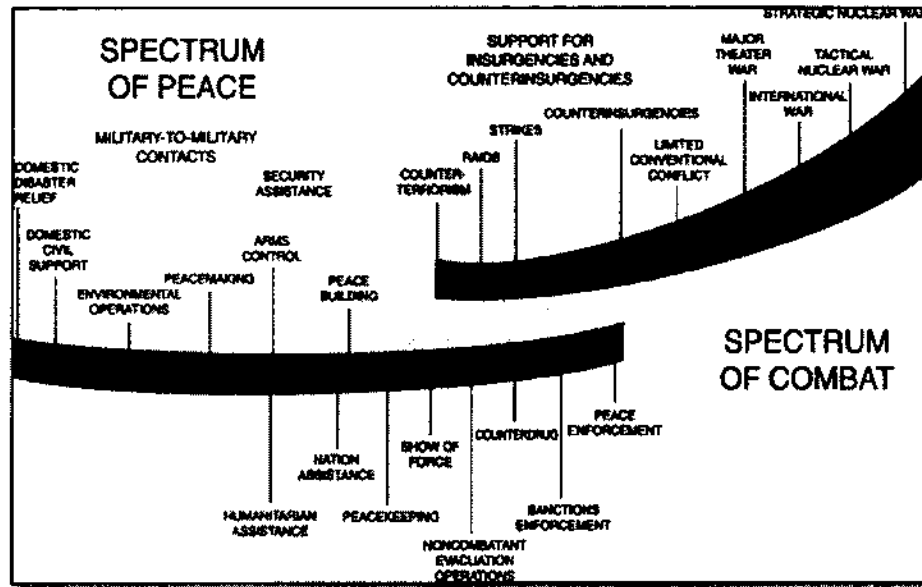 STRATEGIC NUCLEAR WAR
SPECTRUM
OF PEACE
SUPPORT FOR
INSURGENCIES AND
COUNTERINSURGENCIES
MAJOR
THEATER
WAR
TACTICAL
NUCLEAR WAR
INTERNATIONAL
WAR
MILITARY-TO-MILITARY
CONTACTS
COUNTERINSURGENCIES
STRIKES
RAIDS
LIMITED
CONVENTIONAL
CONFLICT
DOMESTIC
DISASTER
RELIEF
SECURITY
ASSISTANCE
COUNTER-
TERRORISM
DOMESTIC
CIVIL
SUPPORT
ARMS
CONTROL
PEACEMAKING
PEACE
BUILDING
ENVIRONMENTAL
OPERATIONS
SPECTRUM
OF COMBAT
PEACE
ENFORCEMENT
COUNTERDRUG
SHOW OF
FORCE
NATION
ASSISTANCE
HUMANITARIAN
ASSISTANCE
PEACEKEEPING
SANCTIONS
ENFORCEMENT
NONCOMBATANT
EVACUATION
OPERATIONS